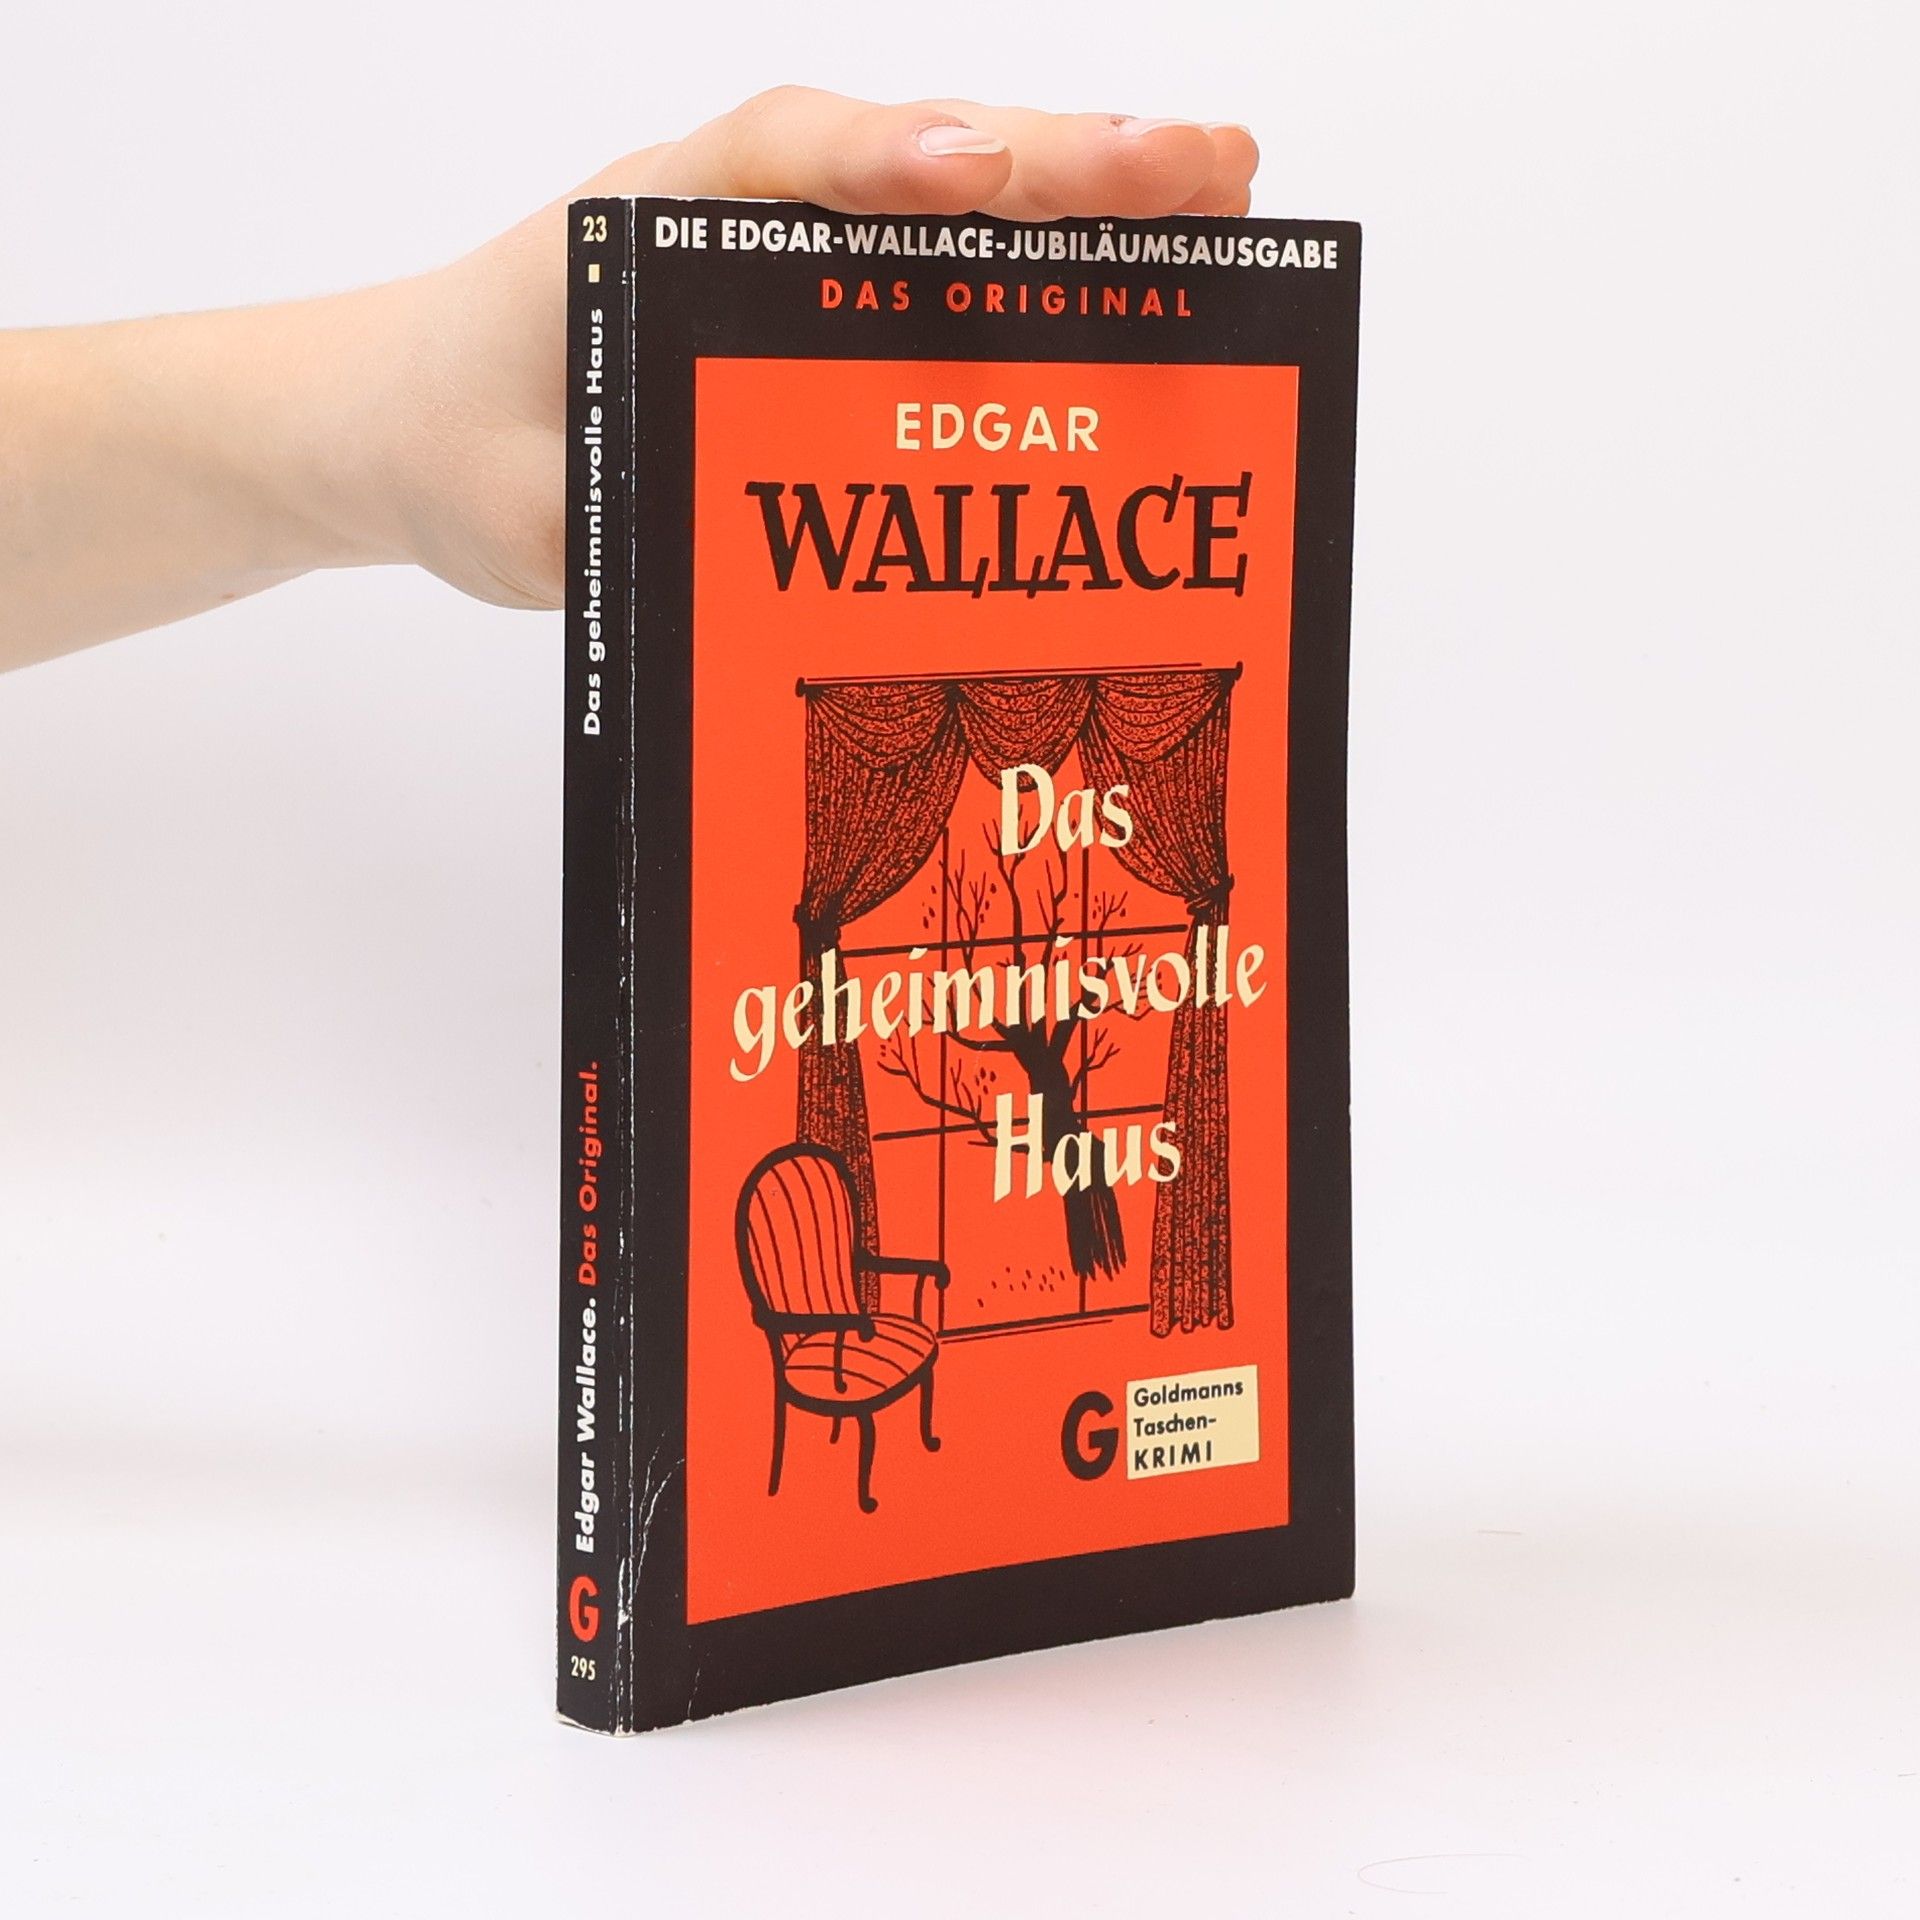 DIE EDGAR-WALLACE-JUBILÄUMSAUSGABE
DAS ORIGINAL
EDGAR
WALLACE
Das
geheimnisvolle
Haus
G
Goldmanns
Taschen-
KRIMI
23
Das geheimnisvolle Haus
Edgar Wallace. Das Original.
G
295